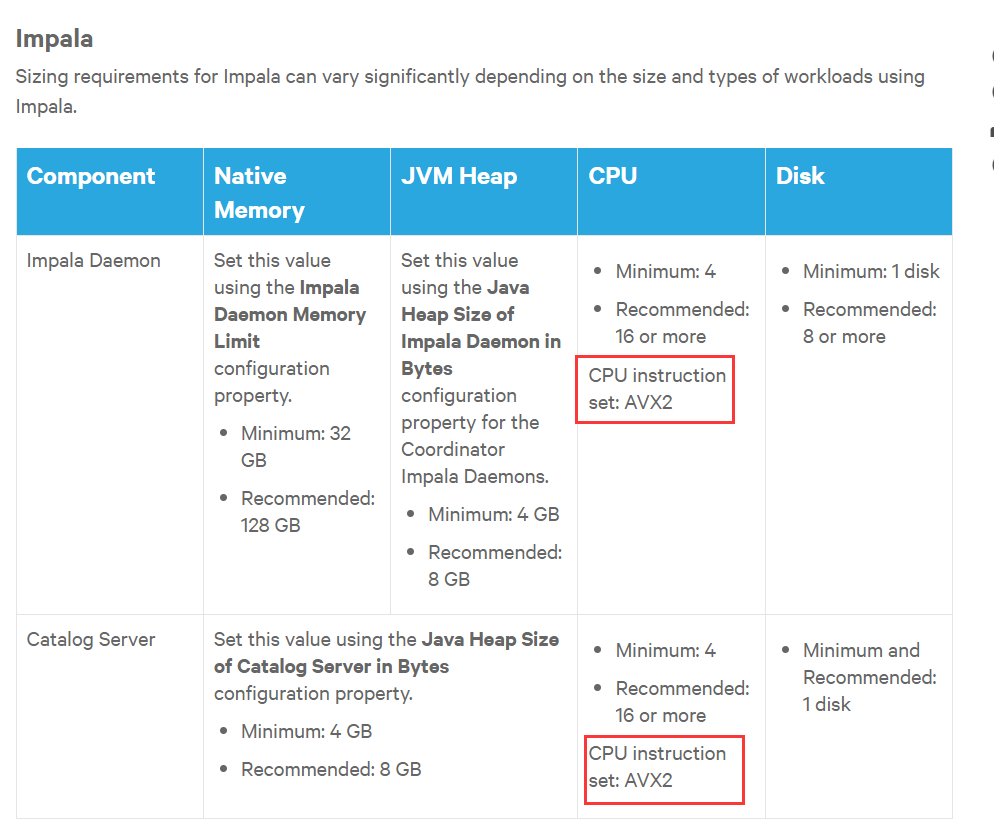 Impala
Sizing requirements for Impala can vary significantly depending on the size and types of workloads using
Impala.
Component
Native
Memory
JVM Heap
CPU
Disk
Impala Daemon
Set this value
using the Impala
Daemon Memory
Limit
configuration
property.
• Minimum: 32
GB
• Recommended:
128 GB
Set this value
using the Java
Heap Size of
Impala Daemon in
Bytes
configuration
property for the
Coordinator
Impala Daemons.
• Minimum: 4 GB
• Recommended:
8 GB
• Minimum: 4
• Recommended:
16 or more
CPU instruction
set: AVX2
• Minimum: 1 disk
• Recommended:
8 or more
Catalog Server
Set this value using the Java Heap Size
of Catalog Server in Bytes
configuration property.
• Minimum: 4 GB
• Recommended: 8 GB
• Minimum: 4
• Recommended:
16 or more
CPU instruction
set: AVX2
• Minimum and
Recommended:
1 disk